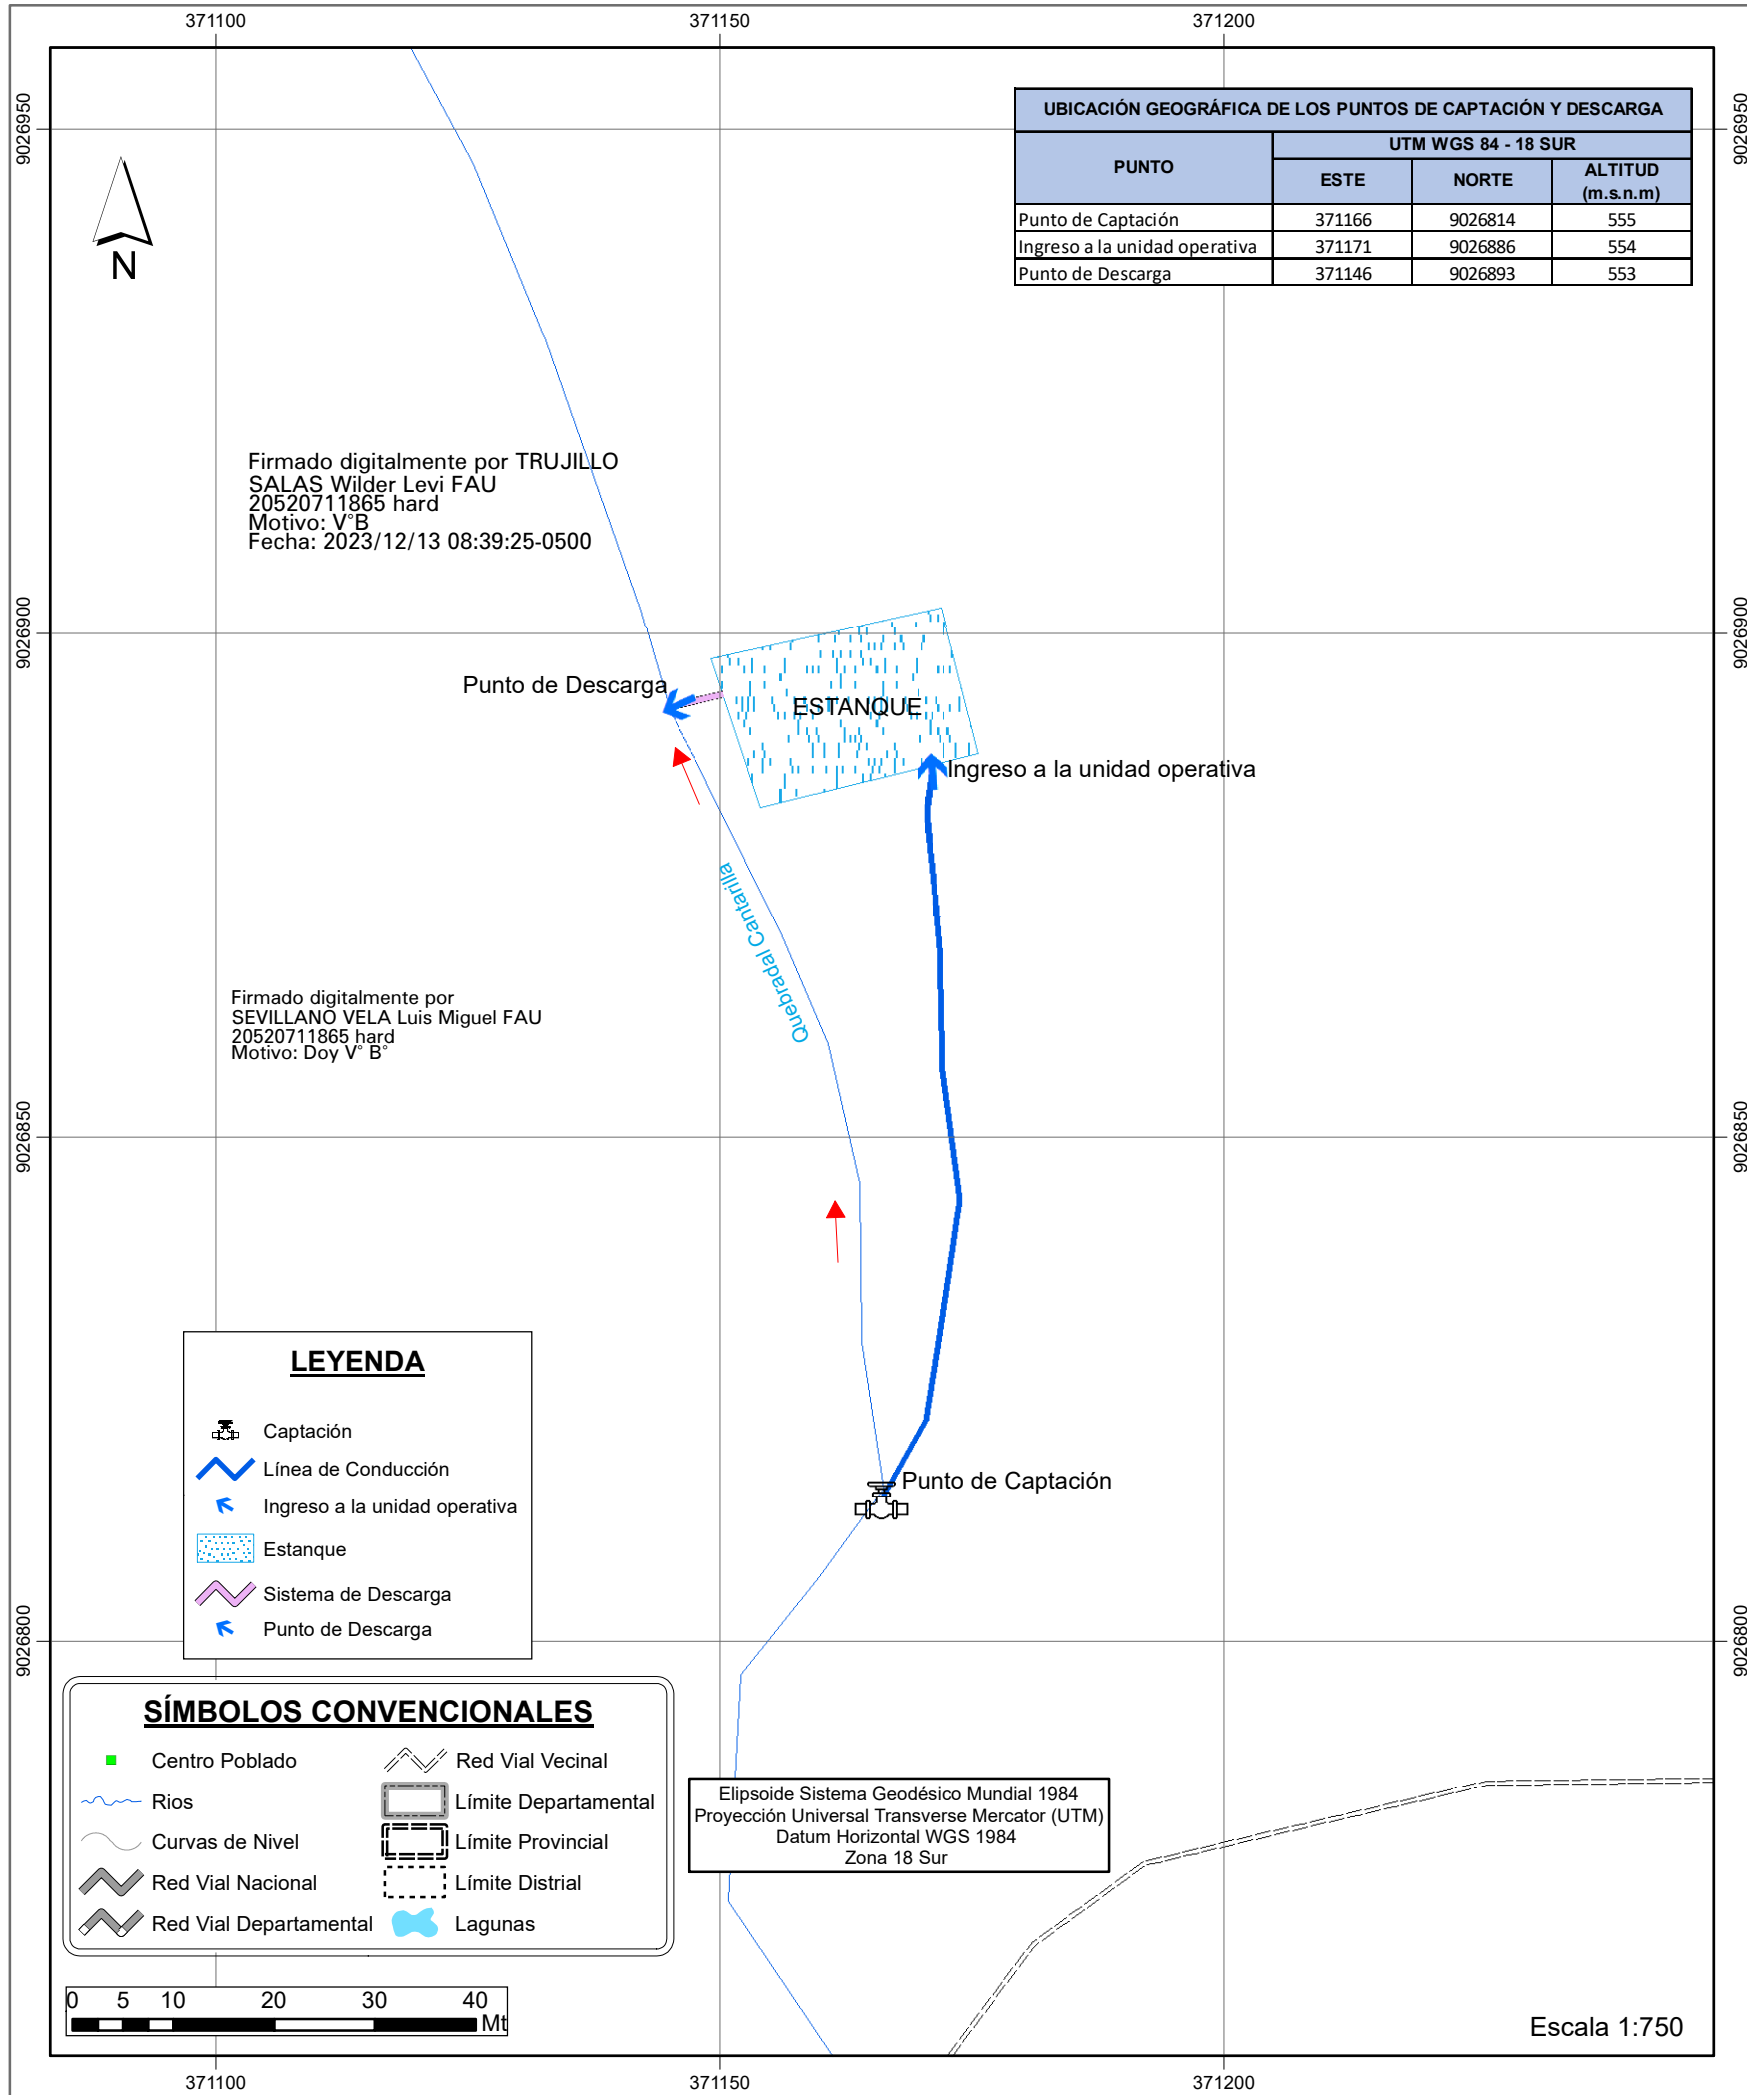 371100
371150
371200
9026950
9026950
UBICACIÓN GEOGRÁFICA DE LOS PUNTOS DE CAPTACIÓN Y DESCARGA
PUNTO
UTM WGS 84 - 18 SUR
ESTE
NORTE
ALTITUD
(m.s.n.m)
Punto de Captación 371166 9026814 555
Ingreso a la unidad operativa 371171 9026886 554
Punto de Descarga 371146 9026893 553
N
Firmado digitalmente por TRUJILLO
SALAS Wilder Levi FAU
20520711865 hard
Motivo: V°B
Fecha: 2023/12/13 08:39:25-0500
9026900
9026900
Punto de Descarga
ESTANQUE
Ingreso a la unidad operativa
Quebradal Cantarilla
Firmado digitalmente por
SEVILLANO VELA Luis Miguel FAU
20520711865 hard
Motivo: Doy V° B°
9026850
9026850
LEYENDA
Captación
Línea de Conducción
Ingreso a la unidad operativa
Estanque
Sistema de Descarga
Punto de Descarga
Punto de Captación
9026800
9026800
SÍMBOLOS CONVENCIONALES
Centro Poblado
Rios
Curvas de Nivel
Red Vial Nacional
Red Vial Departamental
Red Vial Vecinal
Límite Departamental
Límite Provincial
Límite Distrial
Lagunas
Elipsoide Sistema Geodésico Mundial 1984
Proyección Universal Transverse Mercator (UTM)
Datum Horizontal WGS 1984
Zona 18 Sur
0 5 10 20 30 40
Mt
Escala 1:750
371100
371150
371200